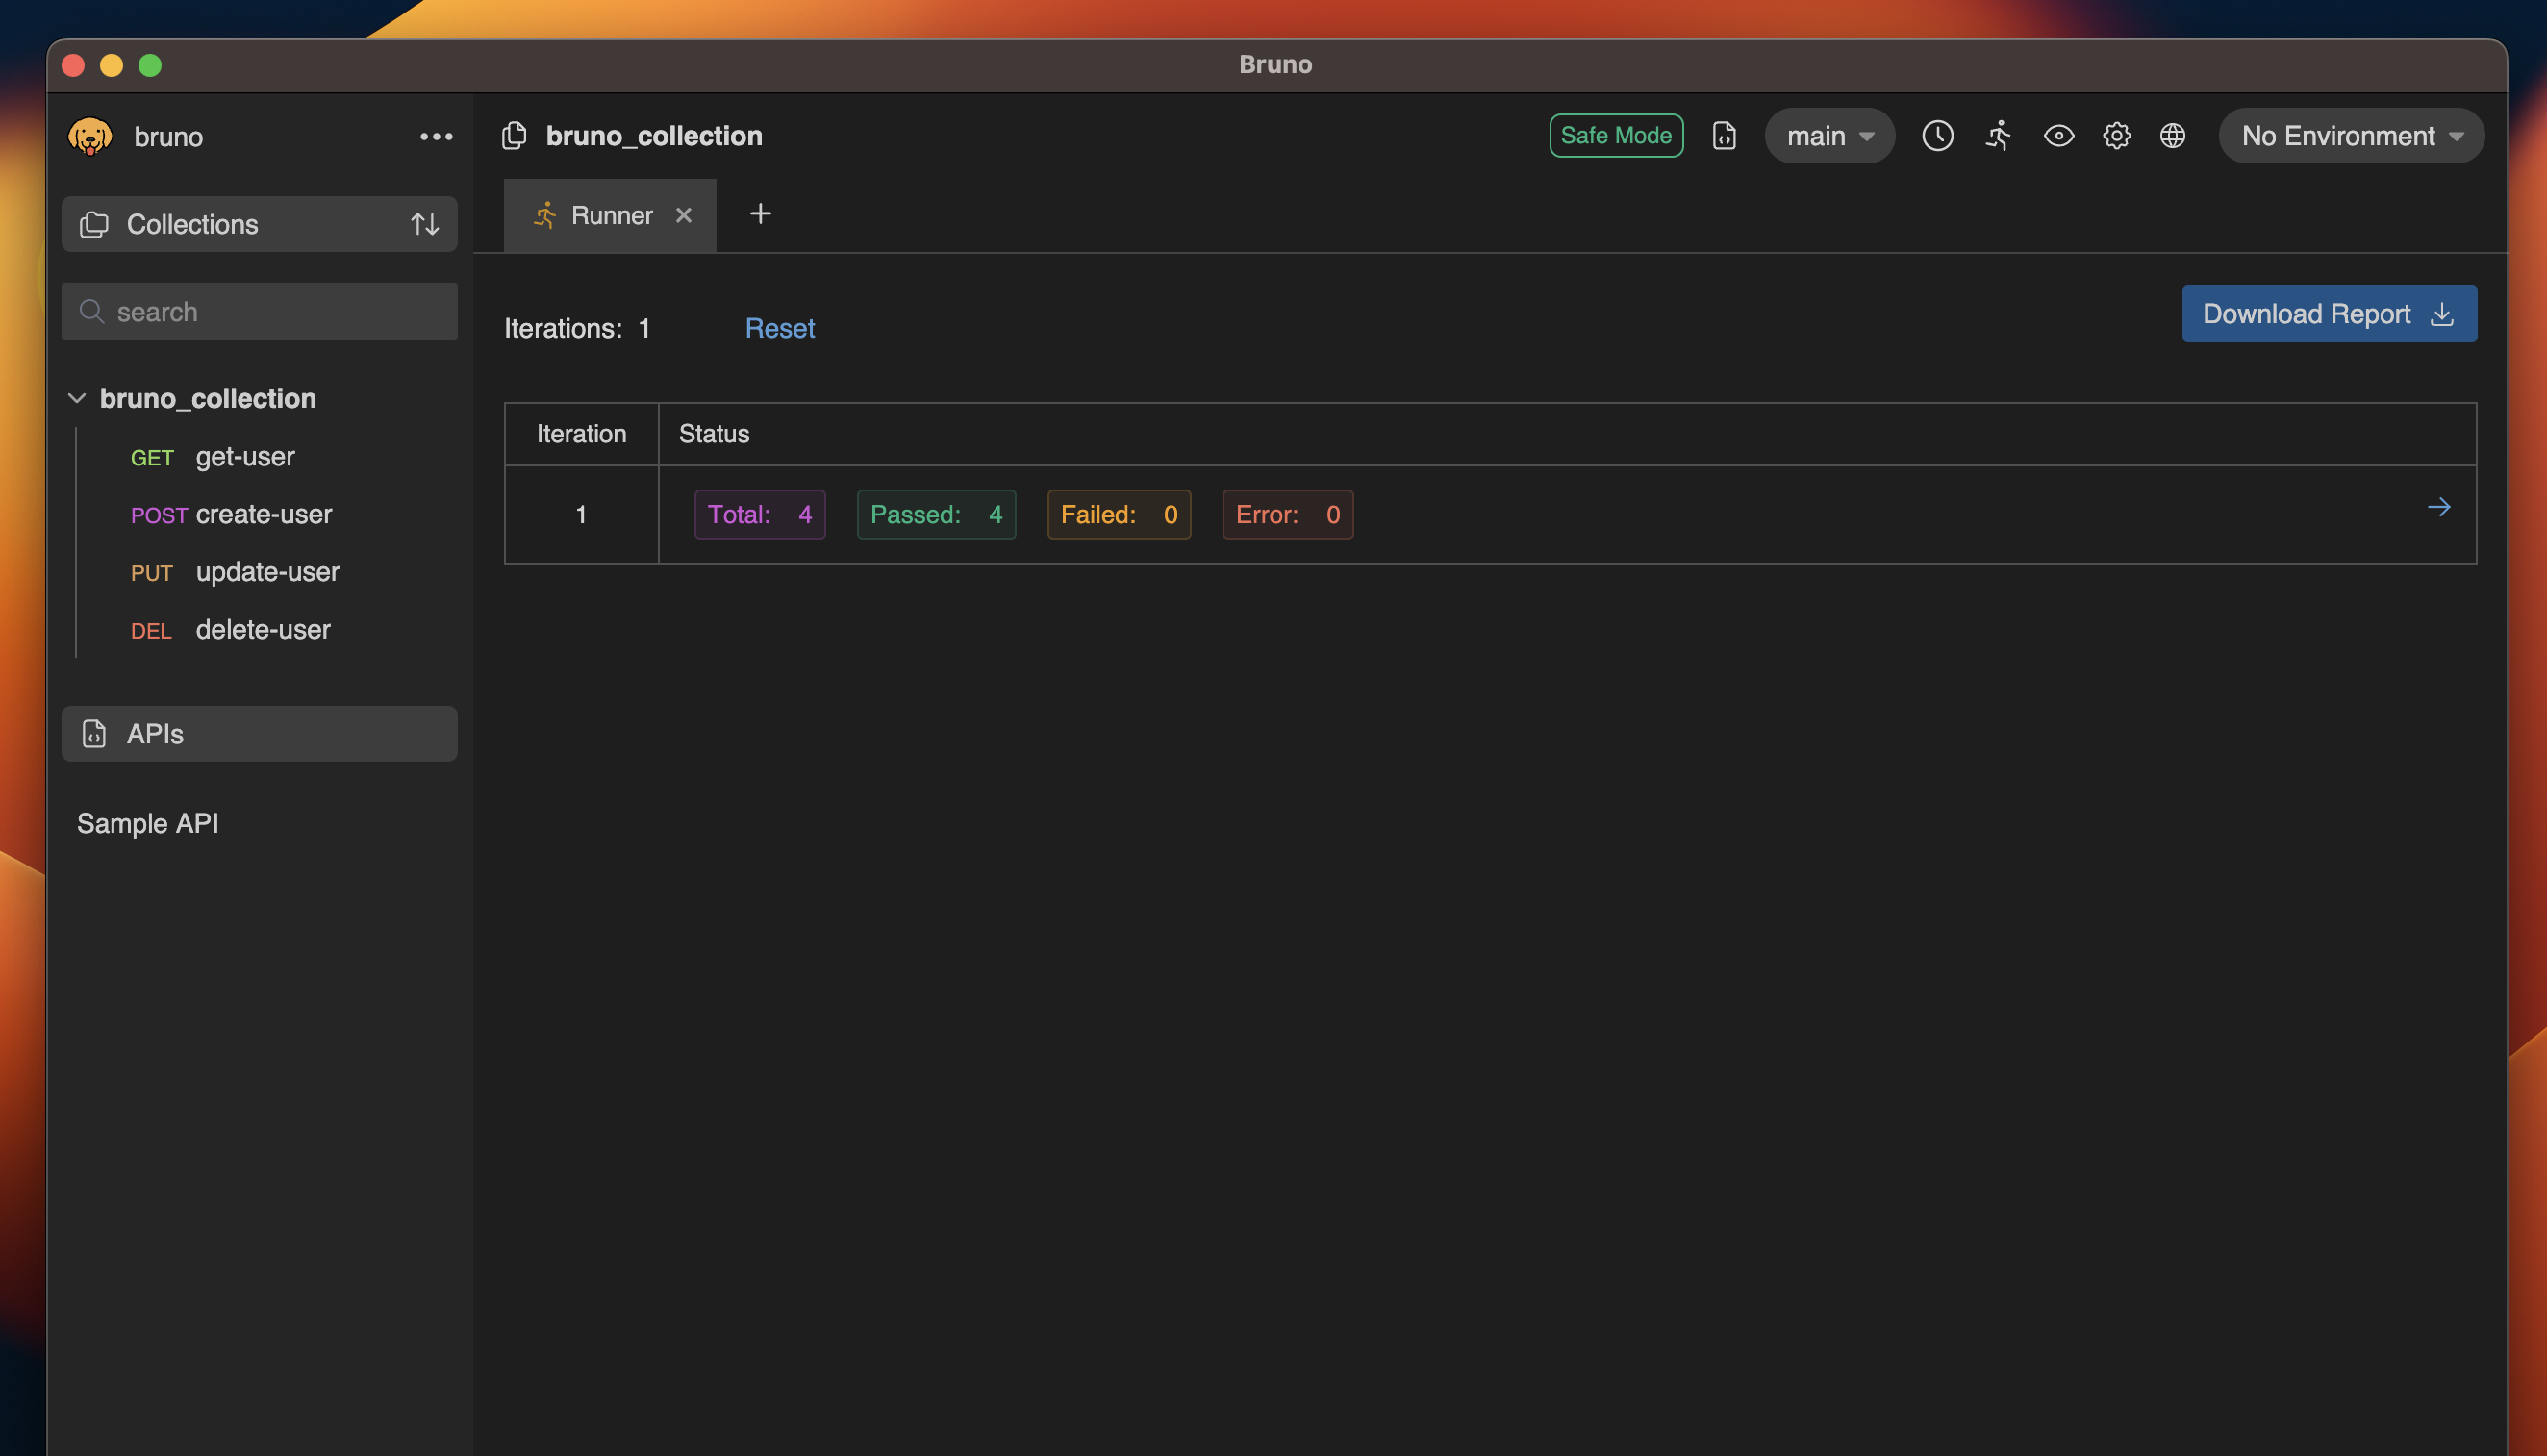 Bruno
bruno
bruno_collection
Safe Mode
main
No Environment
Collections
Runner
search
Iterations: 1
Reset
Download Report
bruno_collection
GET get-user
POST create-user
PUT update-user
DEL delete-user
Iteration Status
1 Total: 4 Passed: 4 Failed: 0 Error: 0
APIs
Sample API